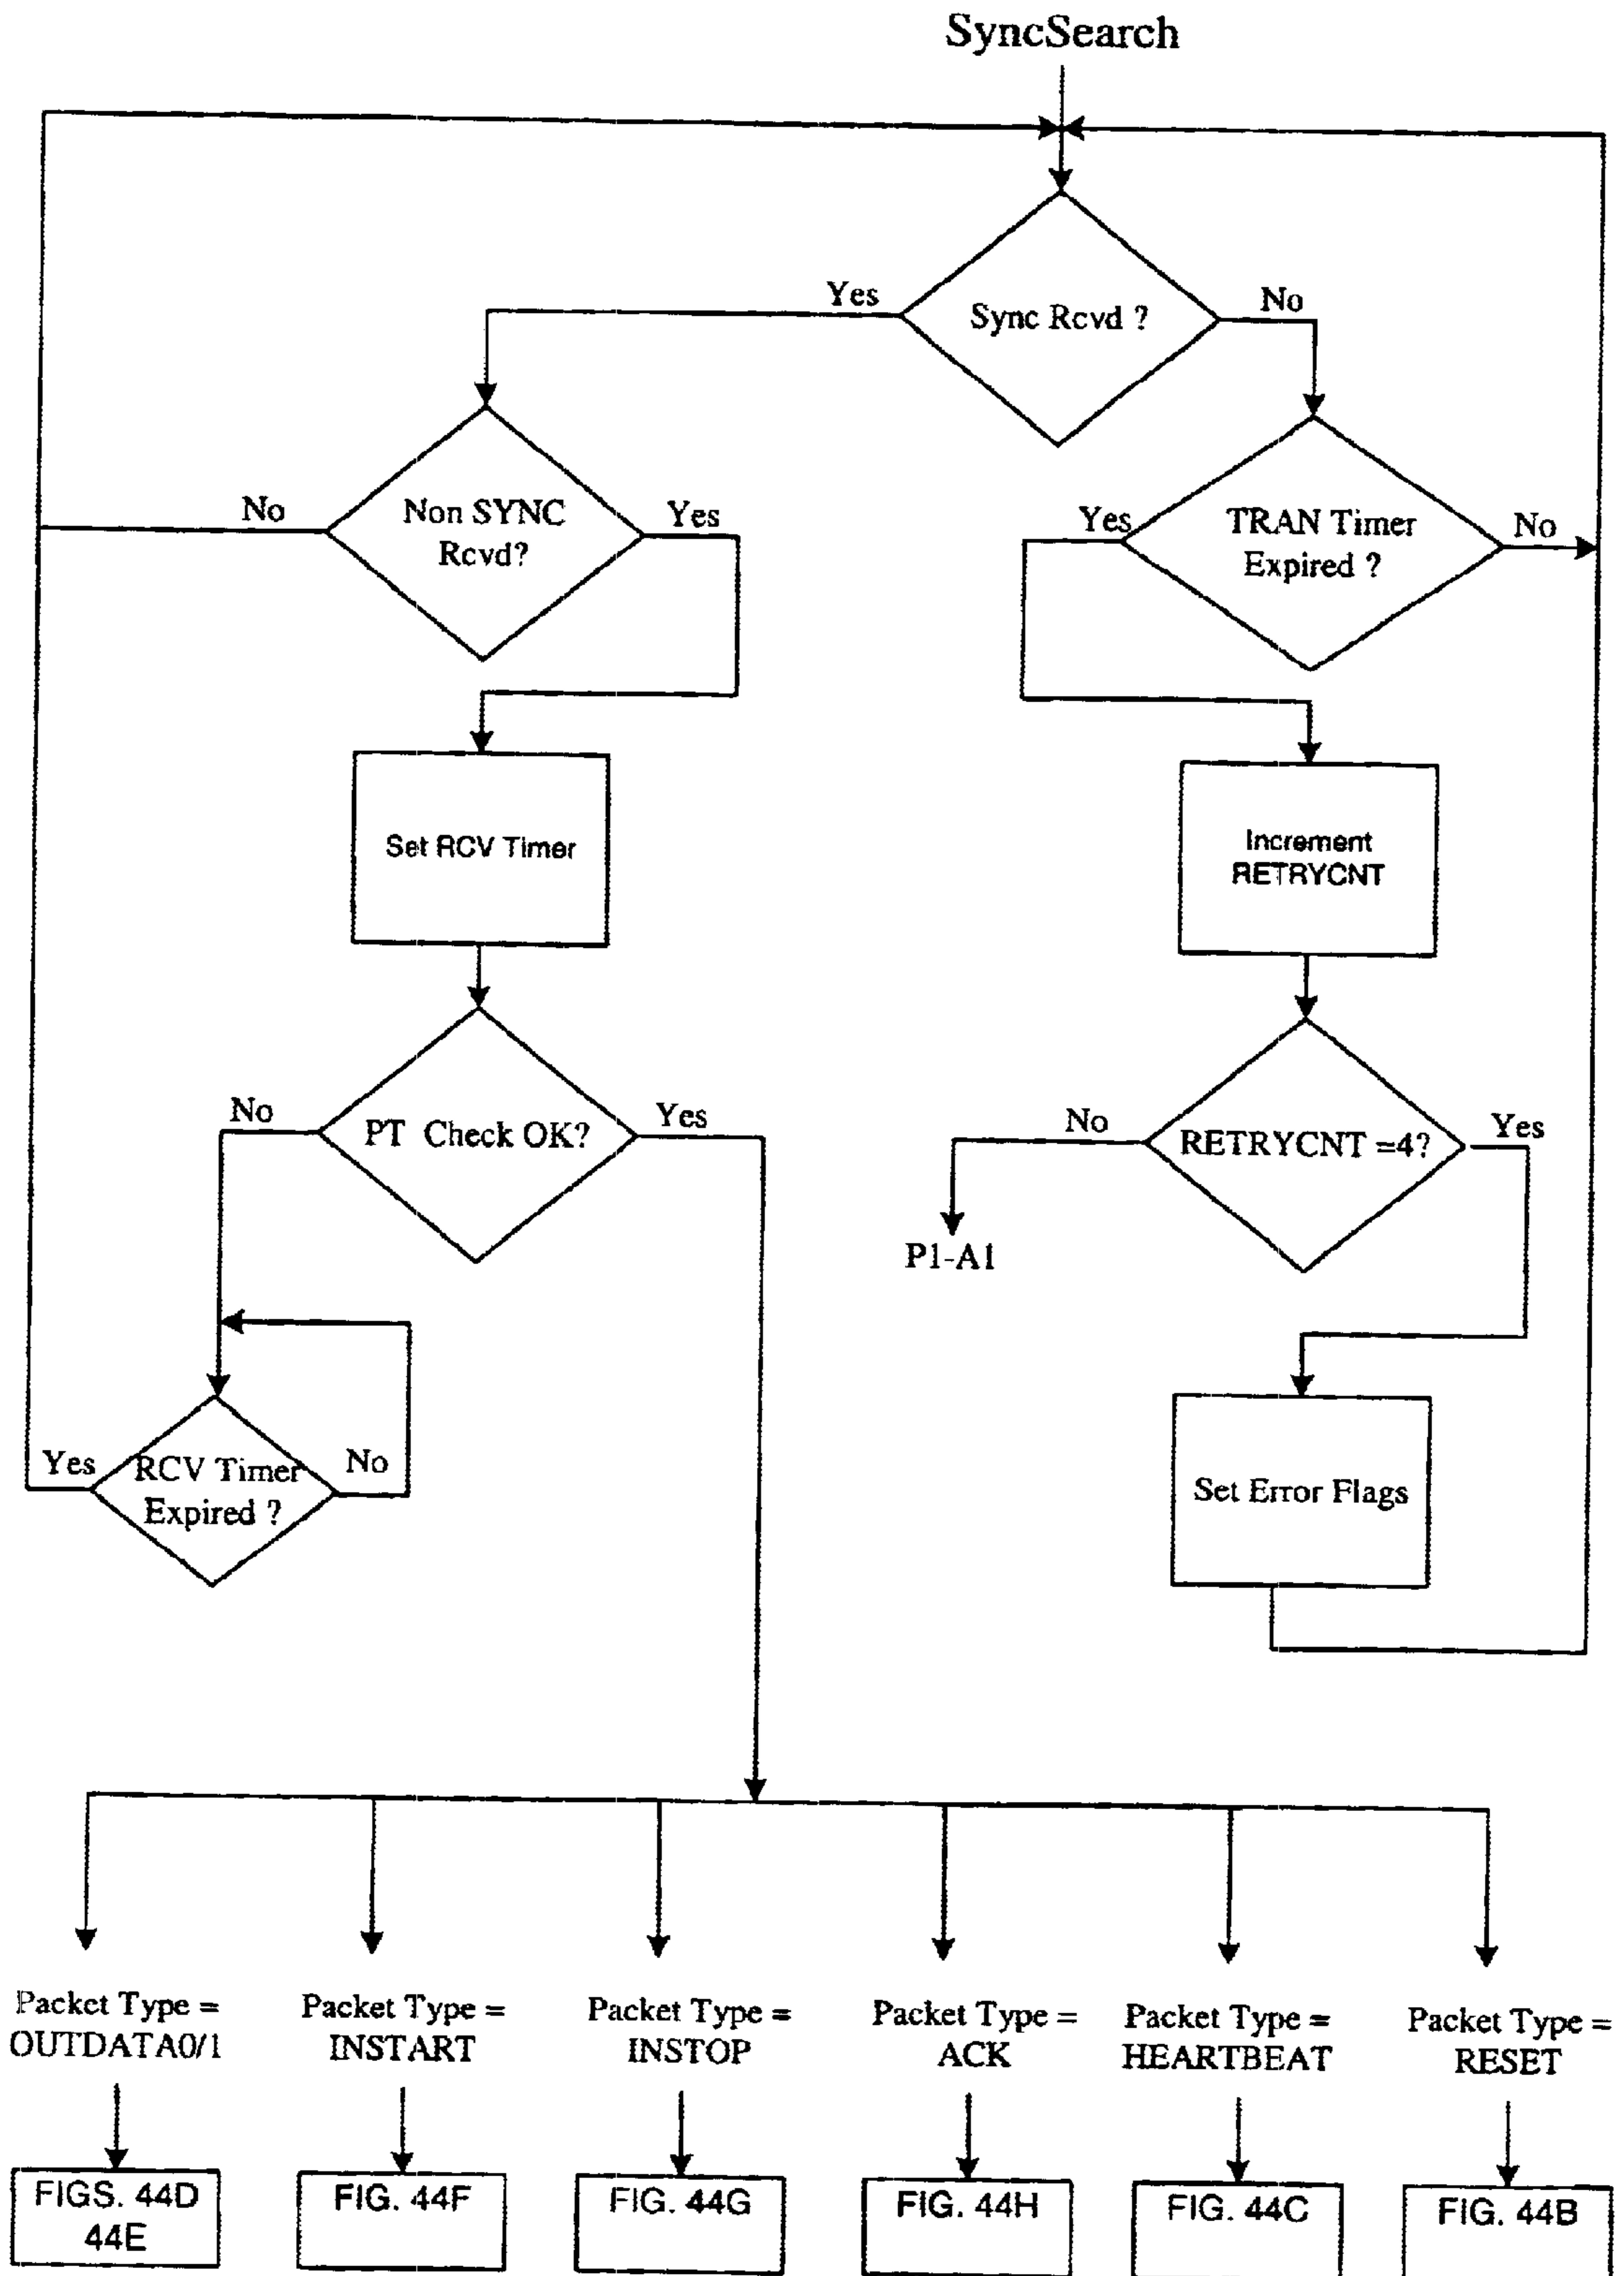 SyncSearch
Yes
Sync Rcvd ?
No
No
Non SYNC
Rcvd?
Yes
Yes
TRAN Timer
Expired ?
No
Set RCV Timer
Increment
RETRYCNT
No
PT Check OK?
Yes
No
RETRYCNT =4?
Yes
P1-A1
Yes
RCV Timer
Expired ?
No
Set Error Flags
Packet Type =
OUTDATA0/1
Packet Type =
INSTART
Packet Type =
INSTOP
Packet Type =
ACK
Packet Type =
HEARTBEAT
Packet Type =
RESET
FIGS. 44D
44E
FIG. 44F
FIG. 44G
FIG. 44H
FIG. 44C
FIG. 44B